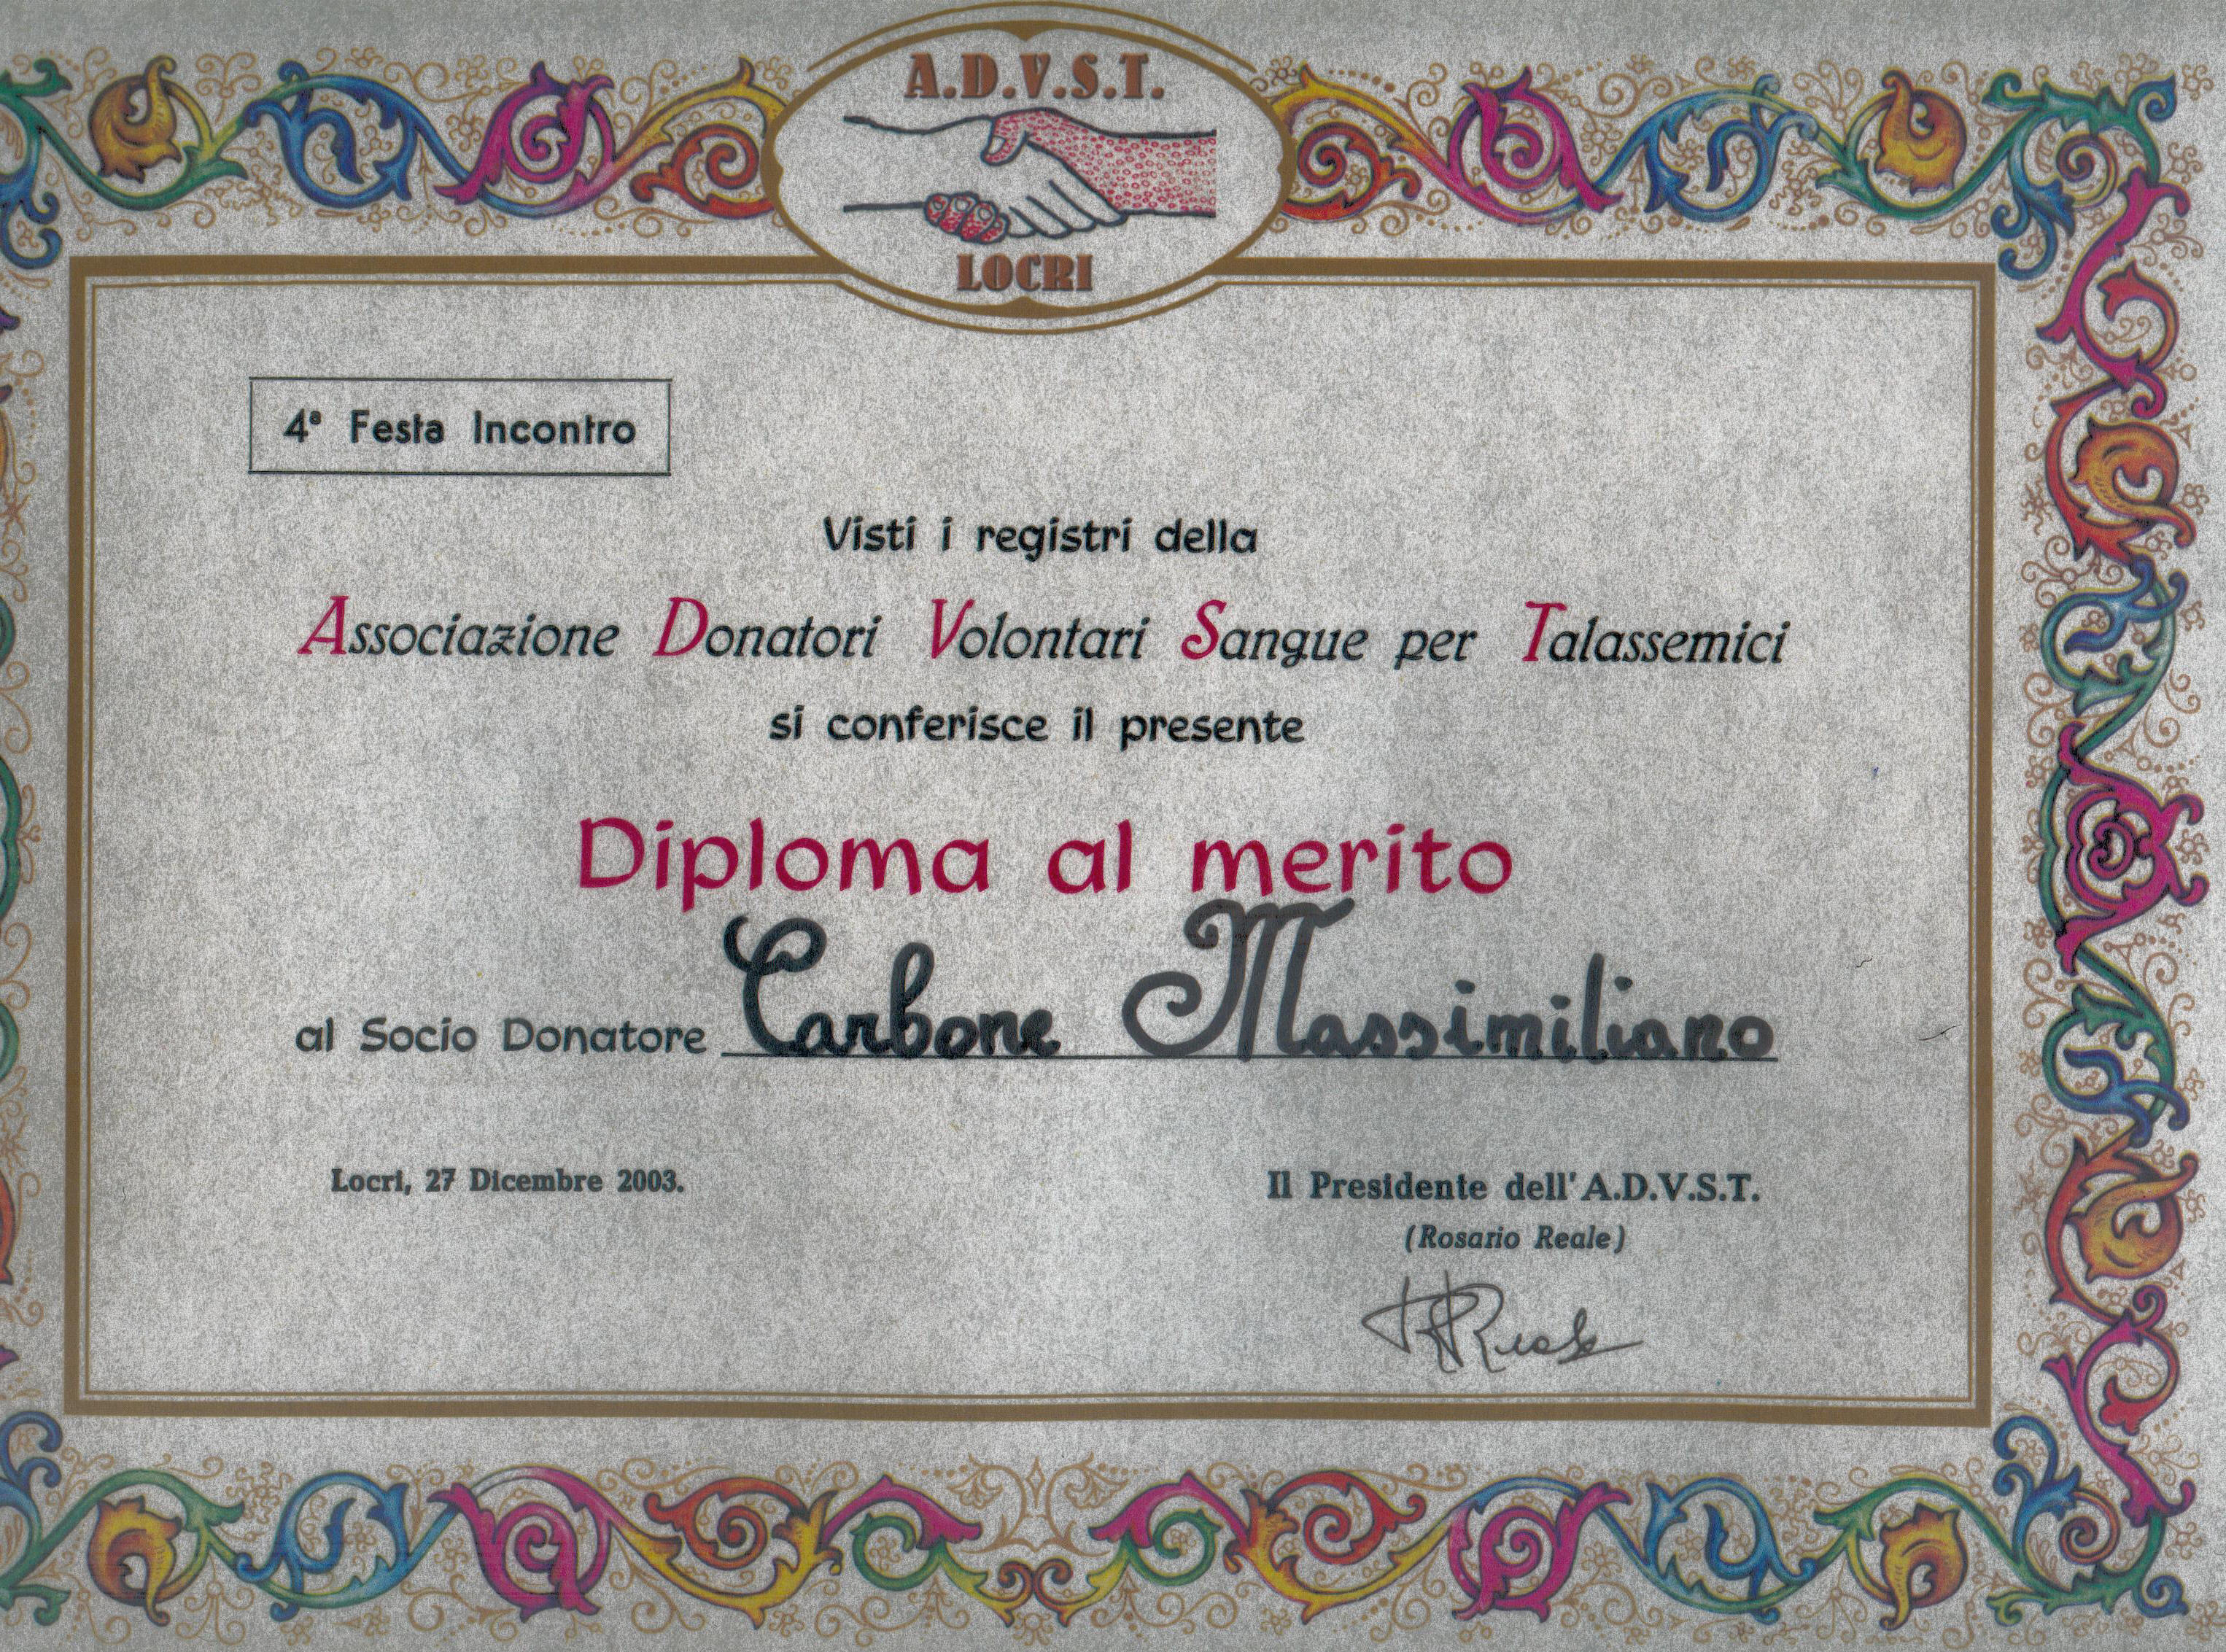 A.D.V.S.T.
LOCRI
4ª Festa Incontro
Visti i registri della
Associazione Donatori Volontari Sangue per Talassemici
si conferisce il presente
Diploma al merito
al Socio Donatore Carbone Massimiliano
Locri, 27 Dicembre 2003.
Il Presidente dell'A.D.V.S.T.
(Rosario Reale)
RReale